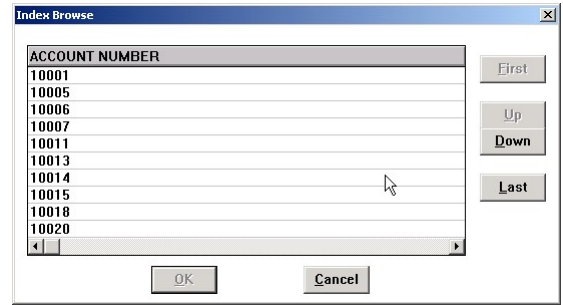 Index Browse
ACCOUNT NUMBER
10001
10005
10006
10007
10011
10013
10014
10015
10018
10020
First
Up
Down
Last
OK
Cancel